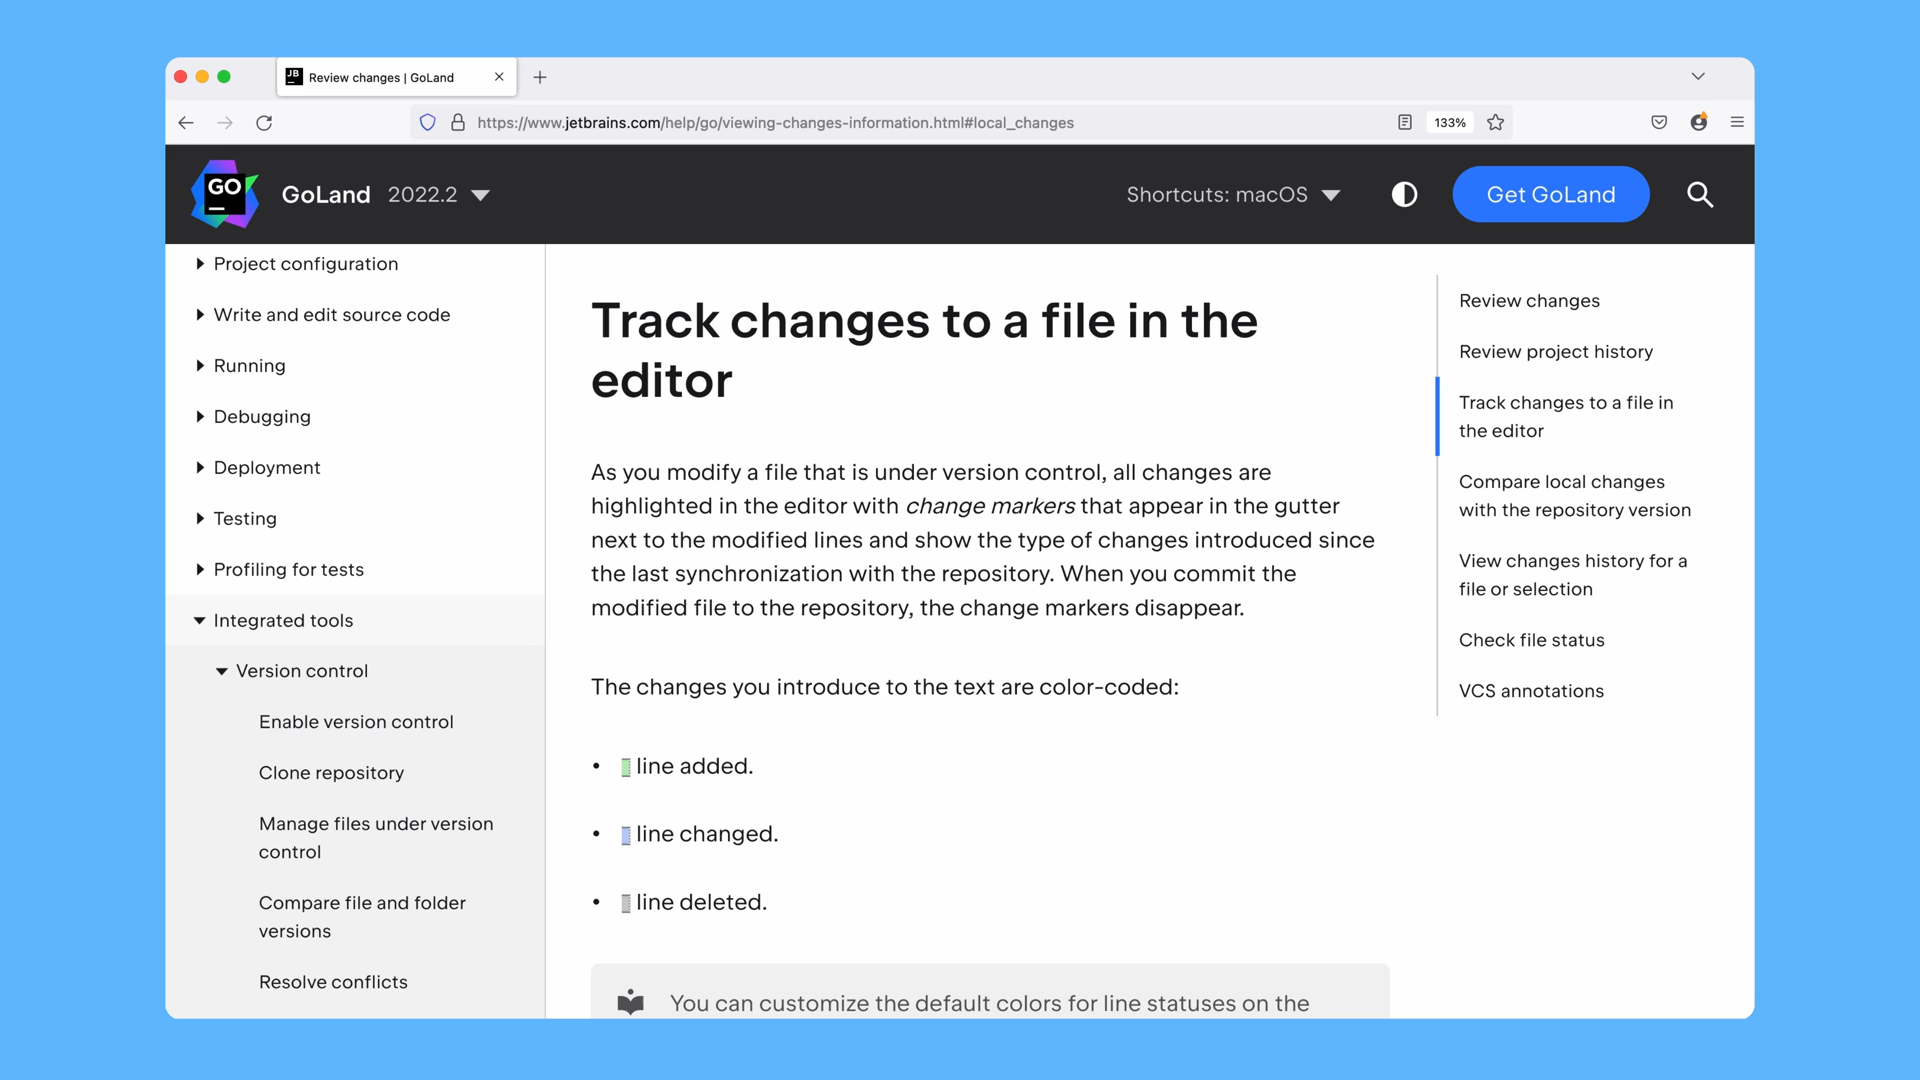 JB
Review changes | GoLand
https://www.jetbrains.com/help/go/viewing-changes-information.html#local_changes
133%
GO
GoLand 2022.2
Shortcuts: macOS
Get GoLand
Project configuration
Write and edit source code
Running
Debugging
Deployment
Testing
Profiling for tests
Integrated tools
Version control
Enable version control
Clone repository
Manage files under version
control
Compare file and folder
versions
Resolve conflicts
Track changes to a file in the
editor
As you modify a file that is under version control, all changes are
highlighted in the editor with change markers that appear in the gutter
next to the modified lines and show the type of changes introduced since
the last synchronization with the repository. When you commit the
modified file to the repository, the change markers disappear.
The changes you introduce to the text are color-coded:
• line added.
• line changed.
• line deleted.
You can customize the default colors for line statuses on the
Review changes
Review project history
Track changes to a file in
the editor
Compare local changes
with the repository version
View changes history for a
file or selection
Check file status
VCS annotations